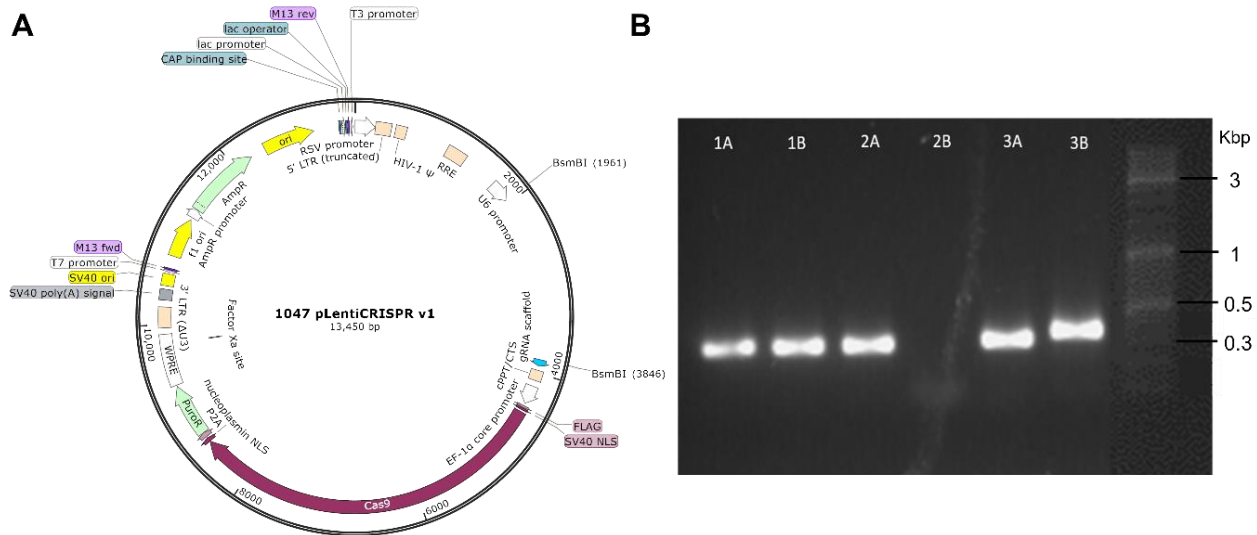 A
B
M13 rev
T3 promoter
lac operator
lac promoter
CAP binding site
ori
RSV promoter
5' LTR (truncated)
HIV-1 Ψ
RRE
BsmBI (1961)
2000
U6 promoter
12,000
AmpR
AmpR promoter
f1 ori
M13 fwd
T7 promoter
SV40 ori
SV40 poly(A) signal
3' LTR (ΔU3)
Factor Xa site
1047 pLentiCRISPR v1
13,450 bp
gRNA scaffold
cPPT/CTS
4000
BsmBI (3846)
10,000
WPRE
PuroR
P2A
nucleoplasmin NLS
EF-1α core promoter
FLAG
SV40 NLS
8000
Cas9
6000
1A 1B 2A 2B 3A 3B
Kbp
3
1
0.5
0.3